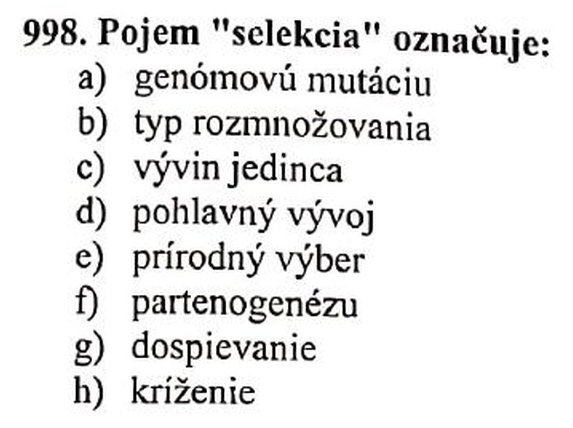 998. Pojem "selekcia" označuje:
a) genómovú mutáciu
b) typ rozmnožovania
c) vývin jedinca
d) pohlavný vývoj
e) prírodný výber
f) partenogenézu
g) dospievanie
h) kríženie